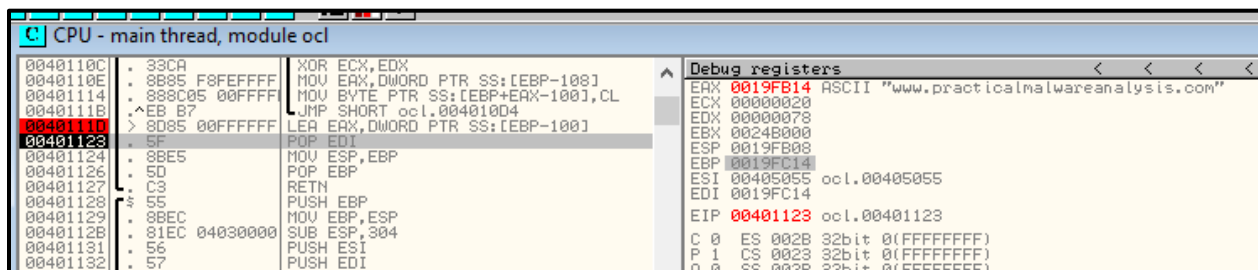 C CPU - main thread, module ocl
0040110C . 33CA XOR ECX,EDX
0040110E . 8B85 F8FEFFFF MOV EAX,DWORD PTR SS:[EBP-108]
00401114 . 888C05 00FFFF MOV BYTE PTR SS:[EBP+EAX-100],CL
0040111B .^EB B7 JMP SHORT ocl.004010D4
0040111D > 8D85 00FFFFFF LEA EAX,DWORD PTR SS:[EBP-100]
00401123 . 5F POP EDI
00401124 . 8BE5 MOV ESP,EBP
00401126 . 5D POP EBP
00401127 . C3 RETN
00401128 $ 55 PUSH EBP
00401129 . 8BEC MOV EBP,ESP
0040112B . 81EC 04030000 SUB ESP,304
00401131 . 56 PUSH ESI
00401132 . 57 PUSH EDI
Debug registers < < < <
EAX 0019FB14 ASCII "www.practicalmalwareanalysis.com"
ECX 00000020
EDX 00000078
EBX 0024B000
ESP 0019FB08
EBP 0019FC14
ESI 00405055 ocl.00405055
EDI 0019FC14
EIP 00401123 ocl.00401123
C 0 ES 002B 32bit 0(FFFFFFFF)
P 1 CS 0023 32bit 0(FFFFFFFF)